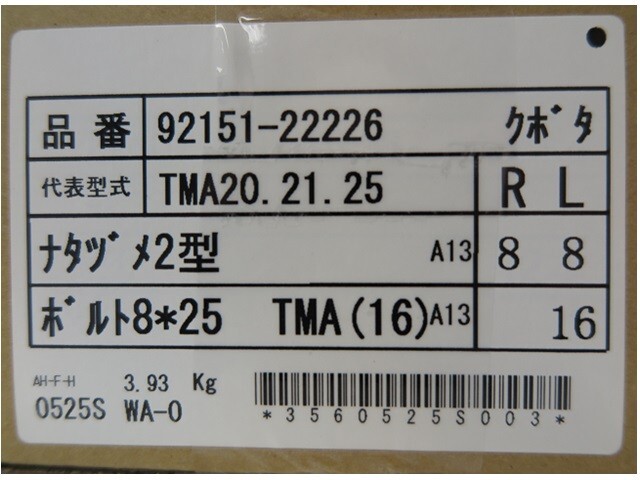 品番 92151-22226 ｸﾎﾞﾀ
代表型式 TMA20.21.25 R L
ﾅﾀﾂﾞﾒ2型 A13 8 8
ﾎﾞﾙﾄ8*25 TMA(16) A13 16
AH-F-H 3.93 Kg
0525S WA-O
*3560525S003*